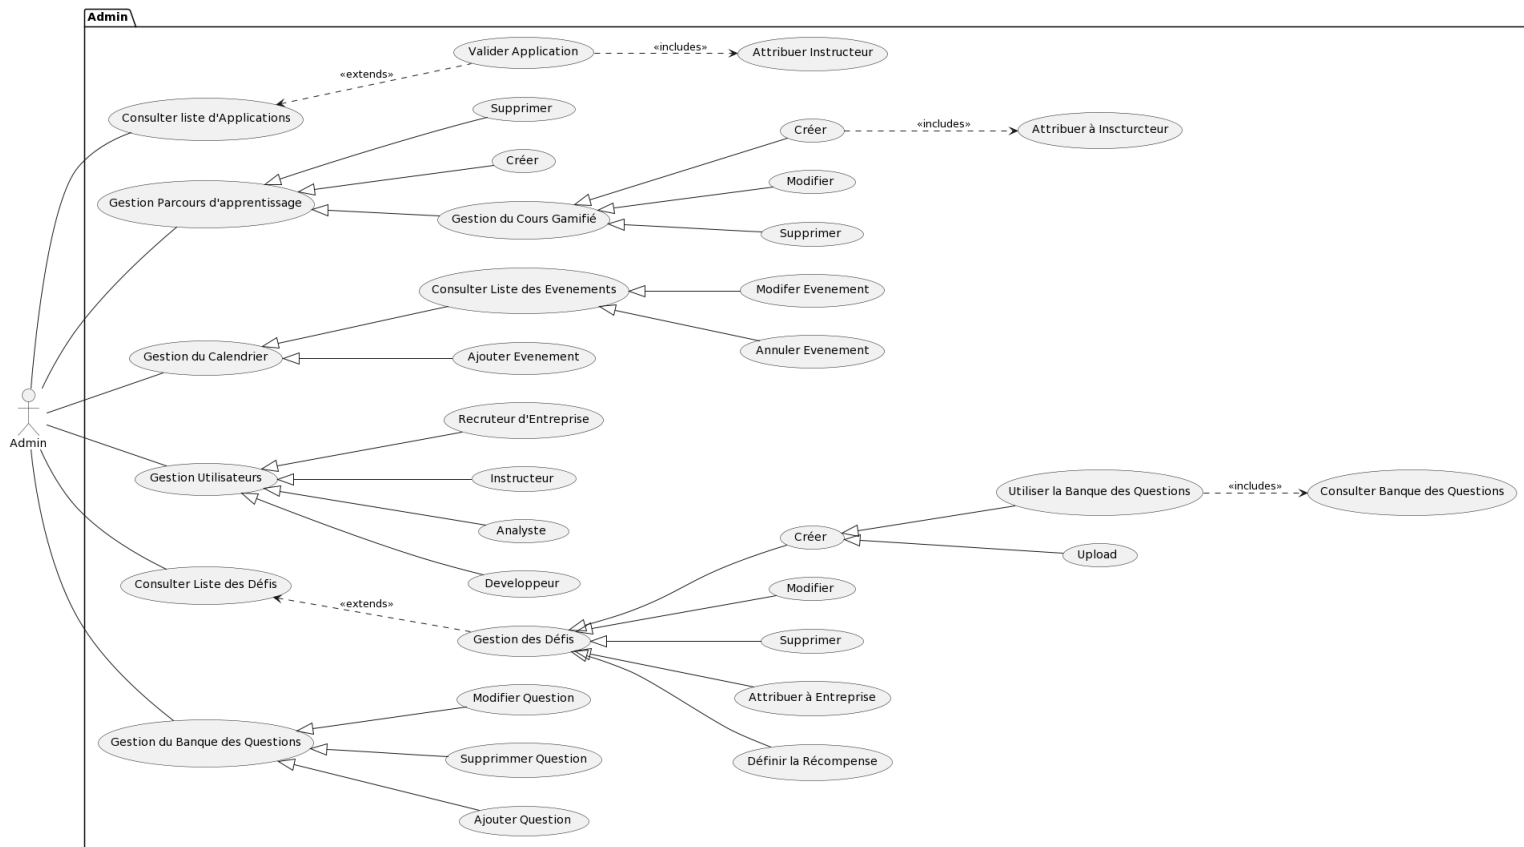 Admin
Valider Application
«includes»
Attribuer Instructeur
«extends»
Consulter liste d'Applications
Supprimer
Créer
«includes»
Attribuer à Inscturcteur
Créer
Modifier
Gestion Parcours d'apprentissage
Gestion du Cours Gamifié
Supprimer
Consulter Liste des Evenements
Modifer Evenement
Gestion du Calendrier
Ajouter Evenement
Annuler Evenement
Admin
Recruteur d'Entreprise
Gestion Utilisateurs
Instructeur
Analyste
Developpeur
Utiliser la Banque des Questions
«includes»
Consulter Banque des Questions
Créer
Upload
Consulter Liste des Défis
«extends»
Modifier
Gestion des Défis
Supprimer
Attribuer à Entreprise
Définir la Récompense
Modifier Question
Gestion du Banque des Questions
Supprimmer Question
Ajouter Question